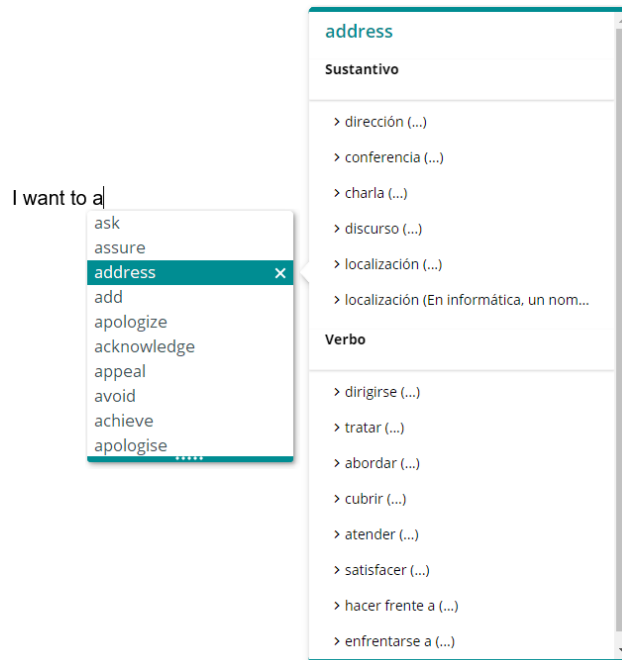 I want to a
ask
assure
address
add
apologize
acknowledge
appeal
avoid
achieve
apologise
address
Sustantivo
dirección (...)
conferencia (...)
charla (...)
discurso (...)
localización (...)
localización (En informática, un nom...
Verbo
dirigirse (...)
tratar (...)
abordar (...)
cubrir (...)
atender (...)
satisfacer (...)
hacer frente a (...)
enfrentarse a (...)